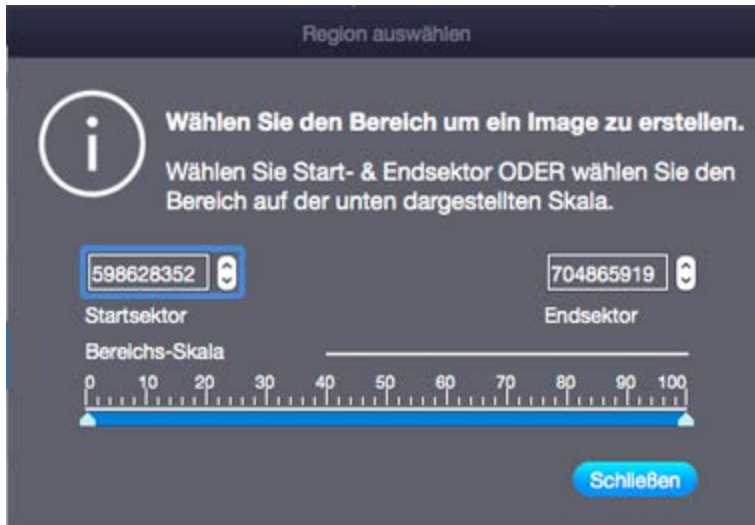 Region auswählen
Wählen Sie den Bereich um ein Image zu erstellen.
Wählen Sie Start- & Endsektor ODER wählen Sie den
Bereich auf der unten dargestellten Skala.
598628352 704865919
Startsektor Endsektor
Bereichs-Skala
0 10 20 30 40 50 60 70 80 90 100
Schließen